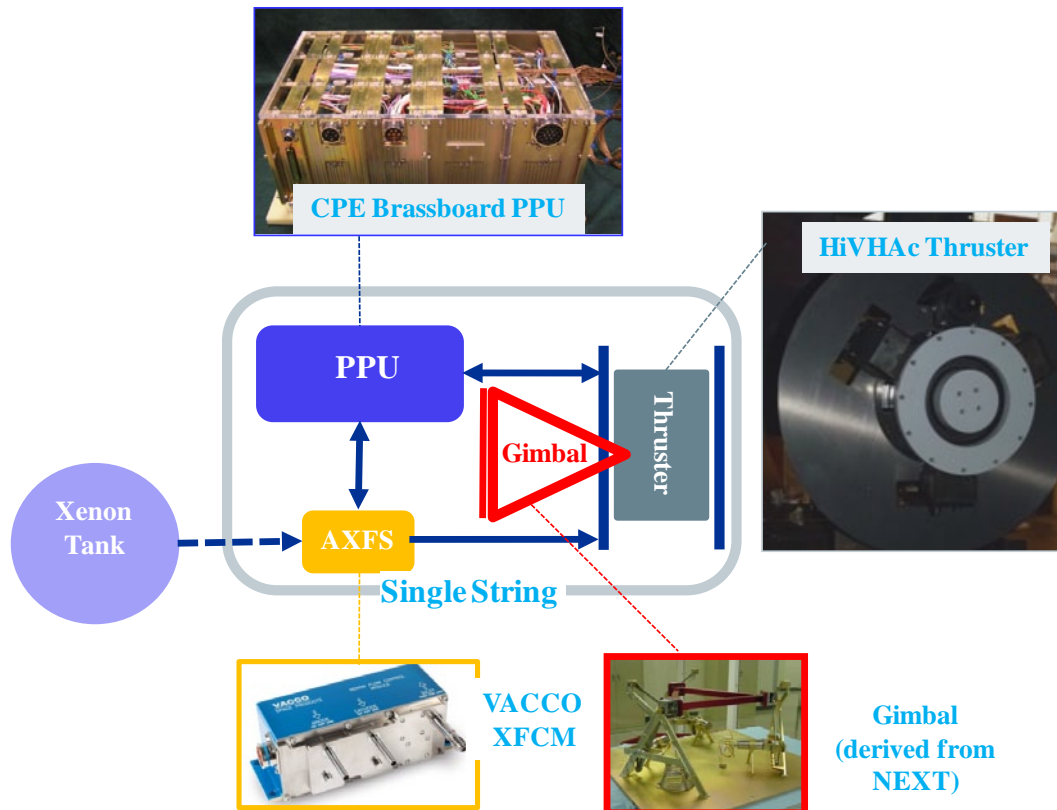 CPE Brassboard PPU
HiVHAc Thruster
PPU
Thruster
Gimbal
Xenon
Tank
AXFS
Single String
VACCO
VACCO
XFCM
Gimbal
(derived from
NEXT)